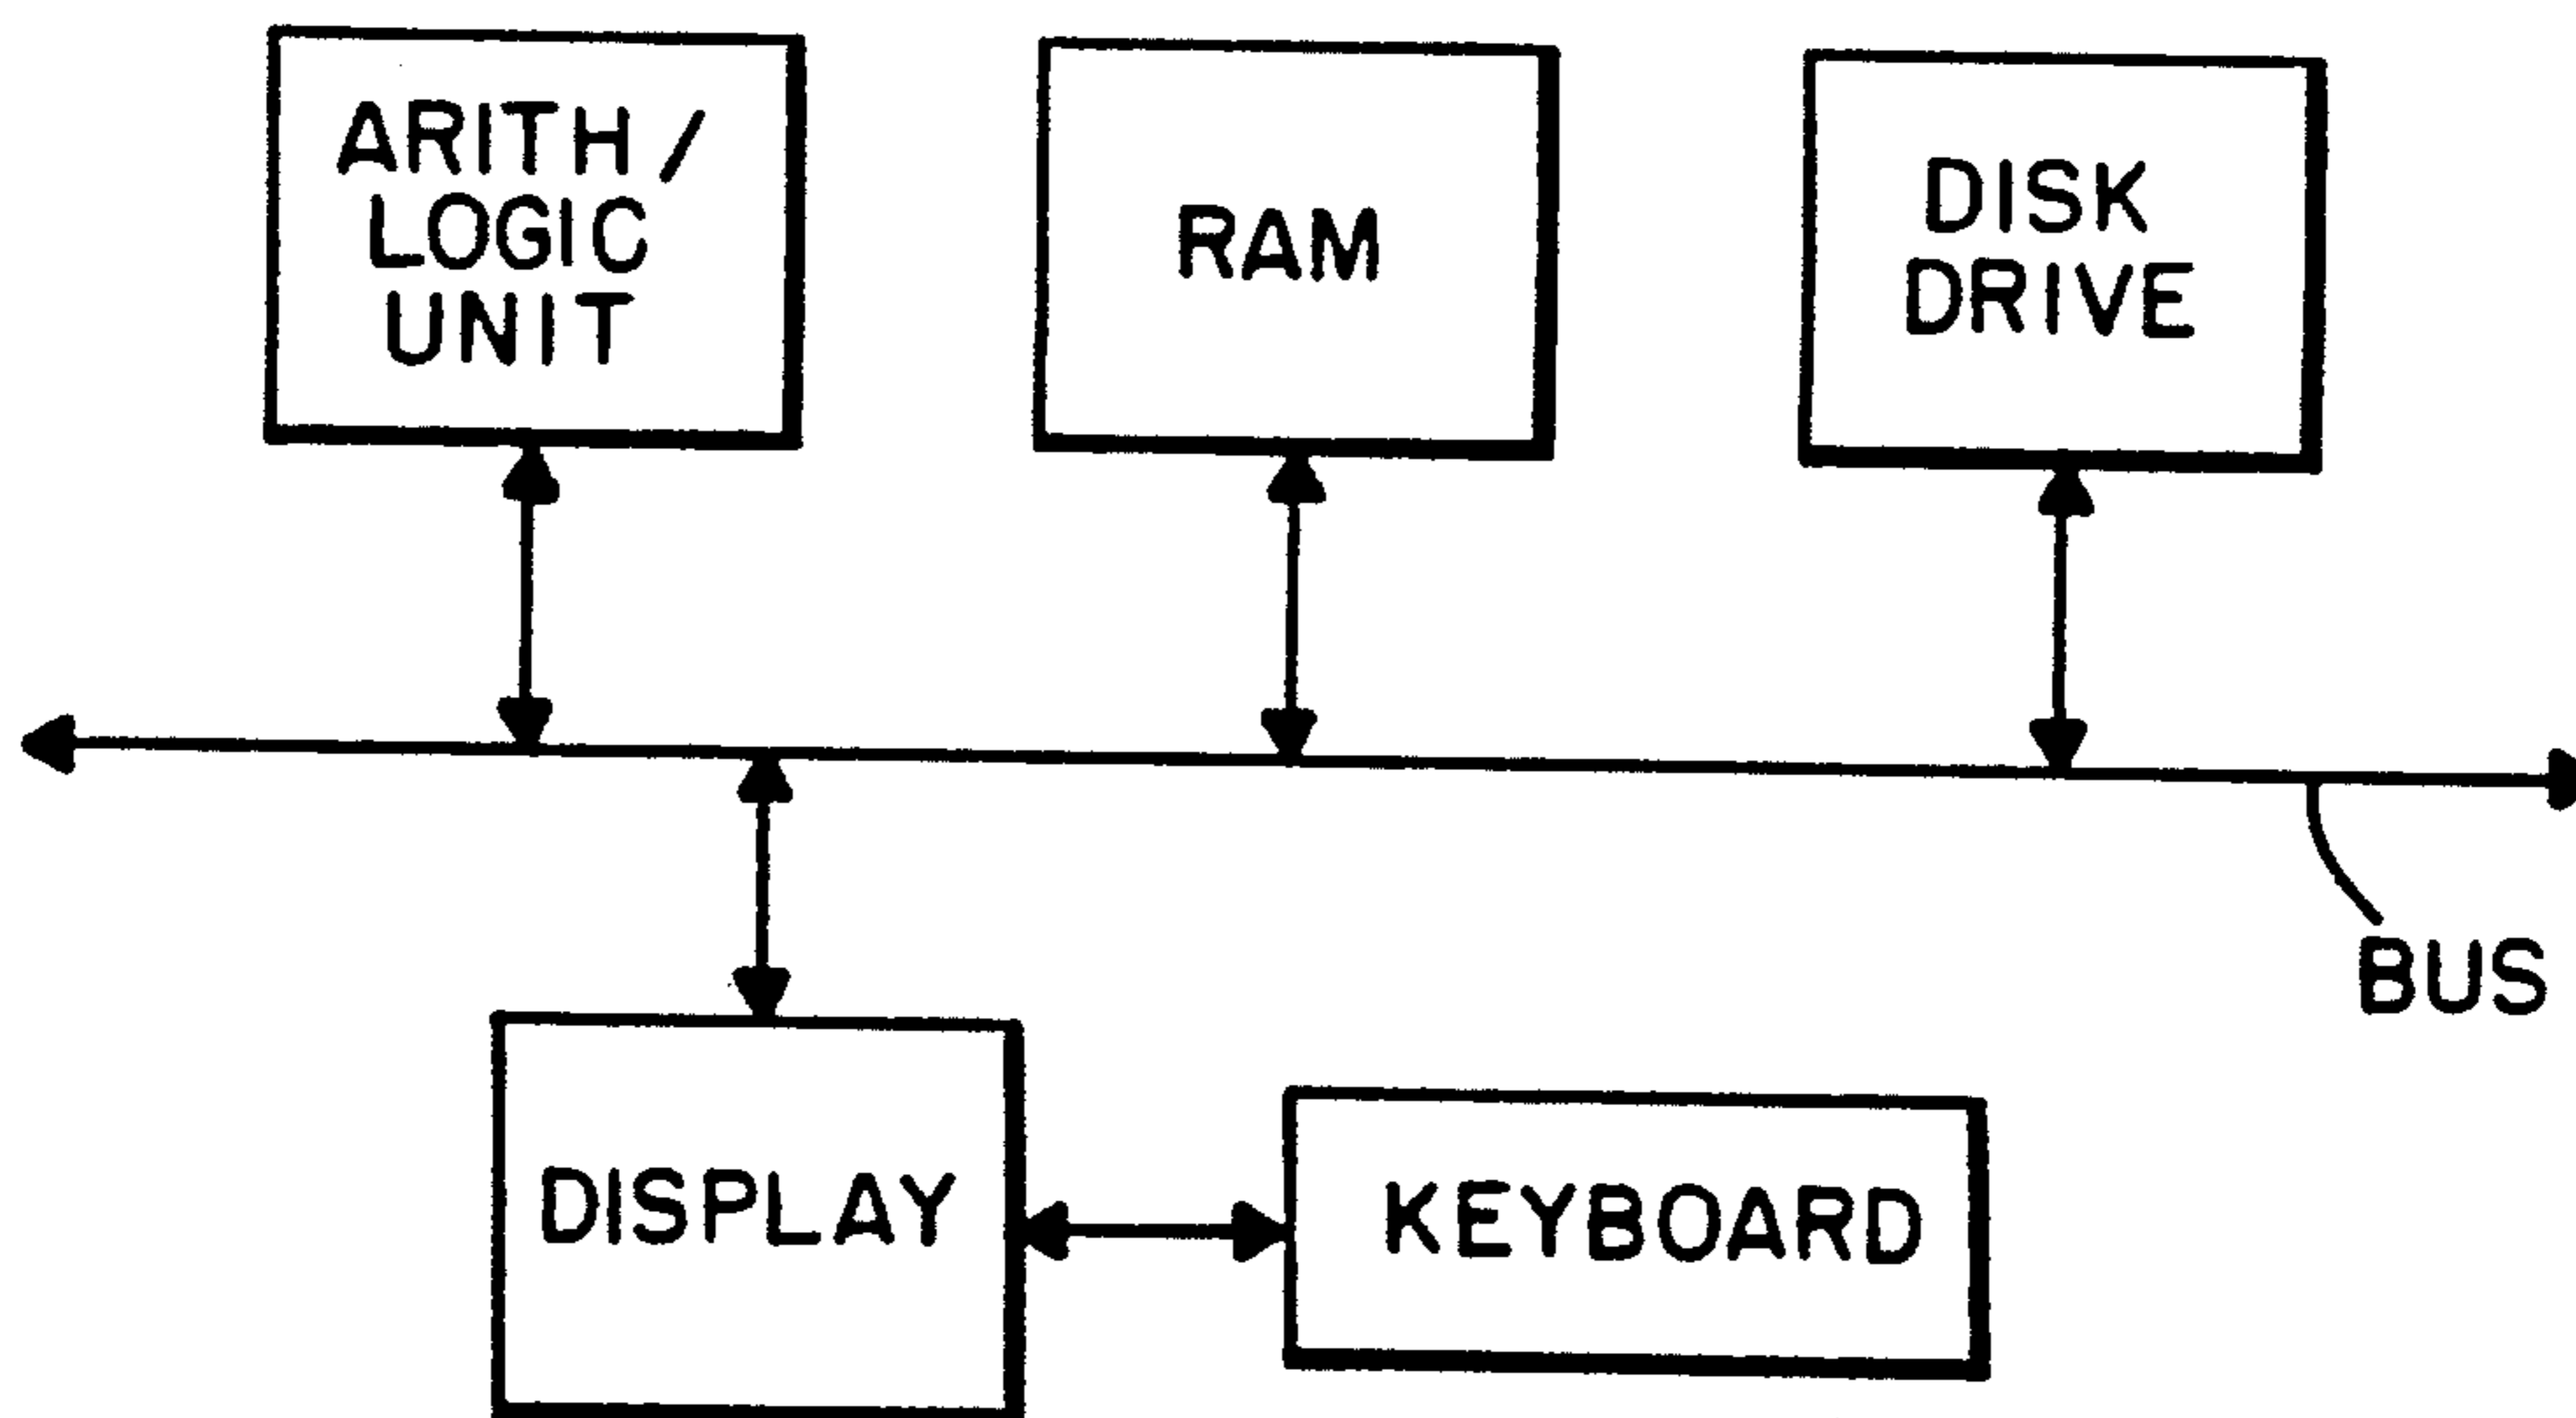 ARITH/
LOGIC
UNIT
RAM
DISK
DRIVE
BUS
DISPLAY
KEYBOARD